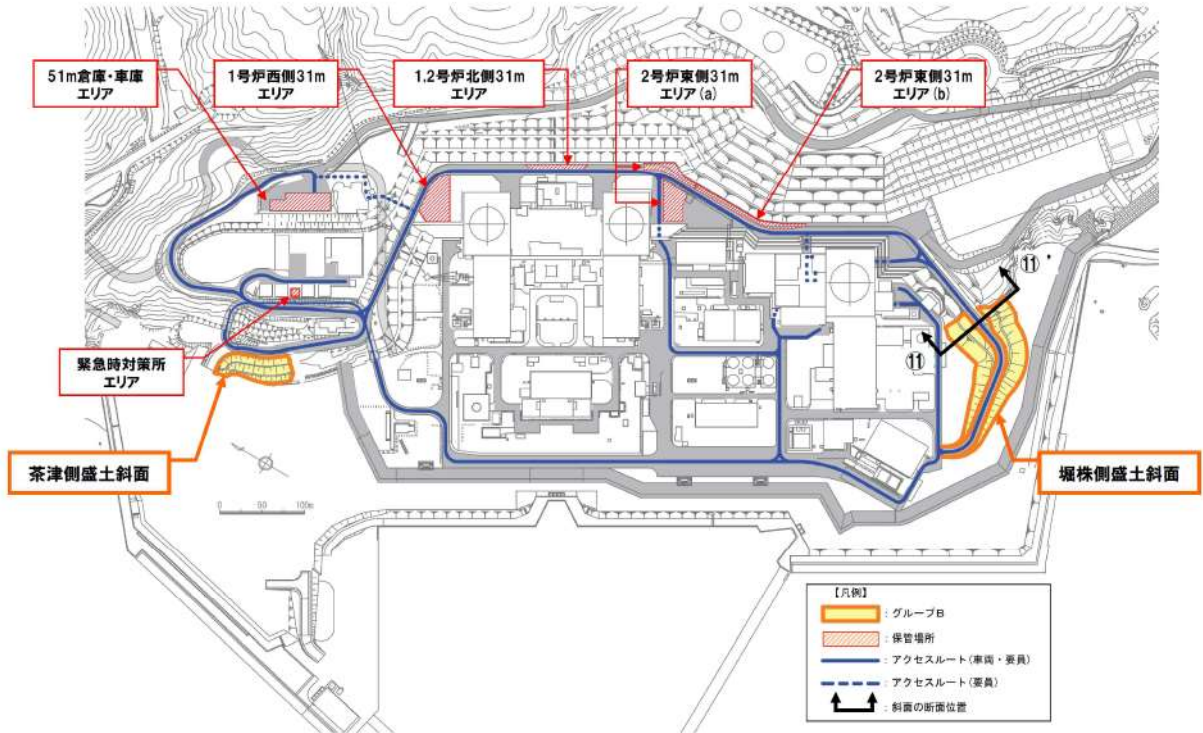 51m倉庫・車庫
エリア
1号炉西側31m
エリア
1.2号炉北側31m
エリア
2号炉東側31m
エリア(a)
2号炉東側31m
エリア(b)
⑪
⑪
緊急時対策所
エリア
茶津側盛土斜面
堀株側盛土斜面
0 50 100m
【凡例】
：グループB
：保管場所
：アクセスルート(車両・要員)
：アクセスルート(要員)
：斜面の断面位置